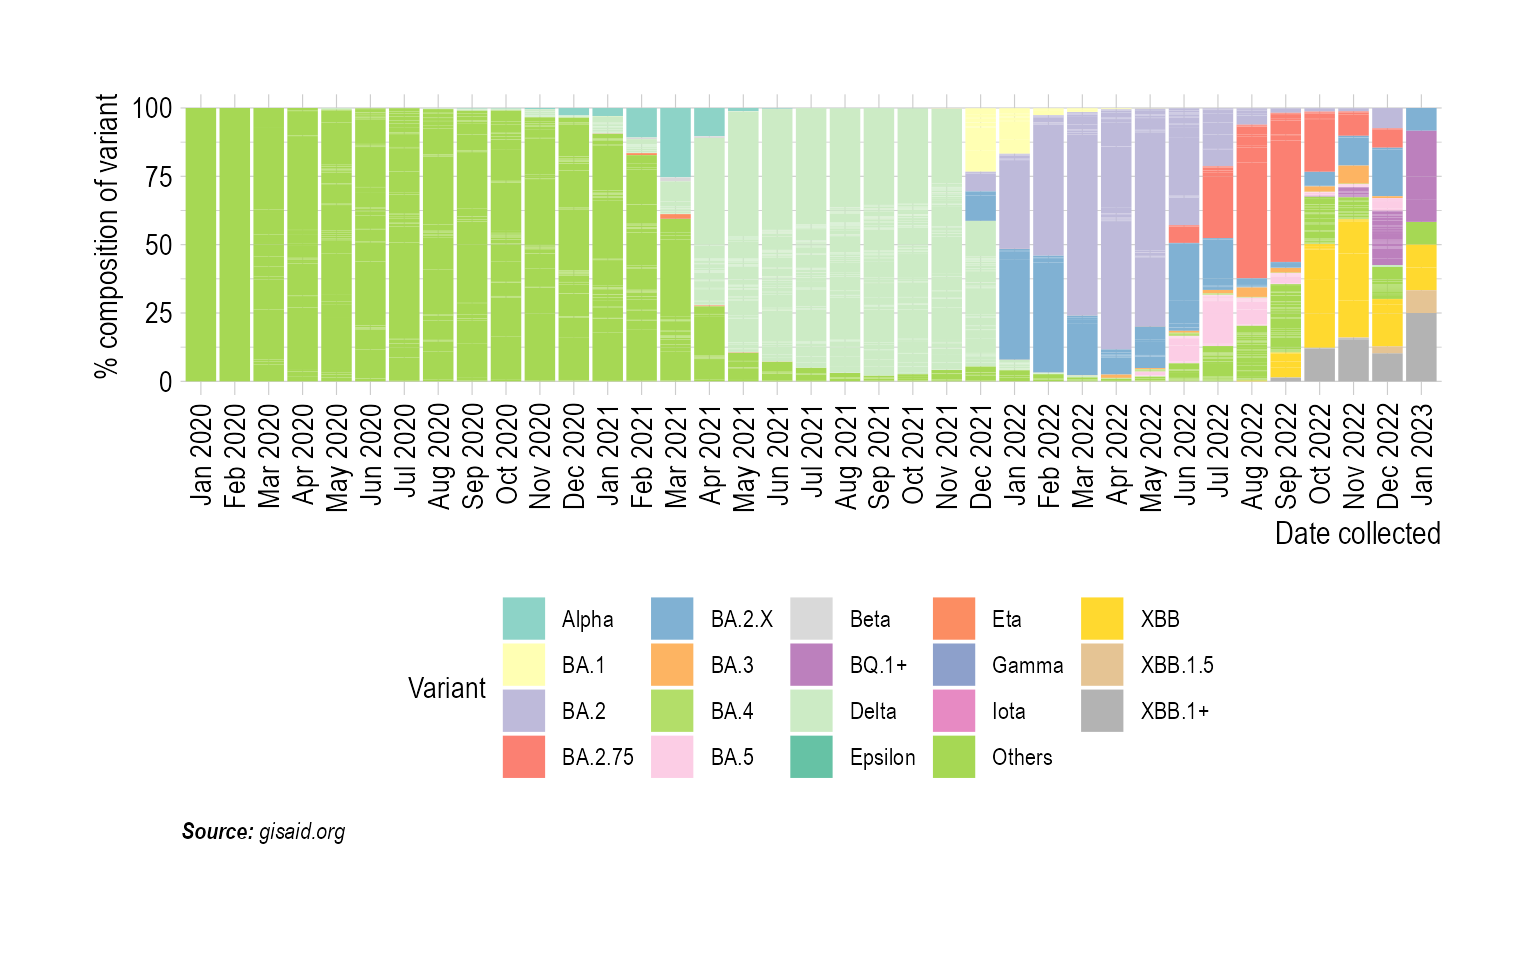 % composition of variant
100
75
50
25
0
Jan 2020
Feb 2020
Mar 2020
Apr 2020
May 2020
Jun 2020
Jul 2020
Aug 2020
Sep 2020
Oct 2020
Nov 2020
Dec 2020
Jan 2021
Feb 2021
Mar 2021
Apr 2021
May 2021
Jun 2021
Jul 2021
Aug 2021
Sep 2021
Oct 2021
Nov 2021
Dec 2021
Jan 2022
Feb 2022
Mar 2022
Apr 2022
May 2022
Jun 2022
Jul 2022
Aug 2022
Sep 2022
Oct 2022
Nov 2022
Dec 2022
Jan 2023
Date collected
Variant
Alpha
BA.1
BA.2
BA.2.75
BA.2.X
BA.3
BA.4
BA.5
Beta
BQ.1+
Delta
Epsilon
Eta
Gamma
Iota
Others
XBB
XBB.1.5
XBB.1+
Source: gisaid.org